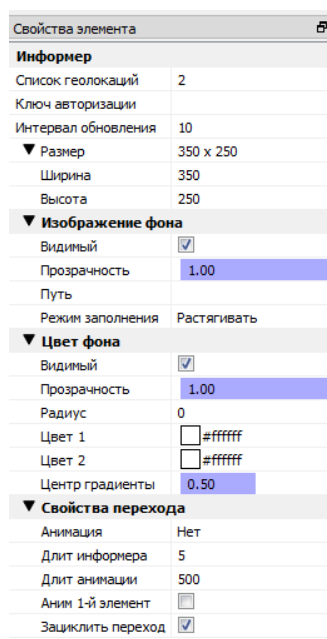 Свойства элемента
Информер
Список геолокаций 2
Ключ авторизации
Интервал обновления 10
Размер 350 x 250
Ширина 350
Высота 250
Изображение фона
Видимый
Прозрачность 1.00
Путь
Режим заполнения Растягивать
Цвет фона
Видимый
Прозрачность 1.00
Радиус 0
Цвет 1 #ffffff
Цвет 2 #ffffff
Центр градиенты 0.50
Свойства перехода
Анимация Нет
Длит информера 5
Длит анимации 500
Аним 1-й элемент
Зациклить переход